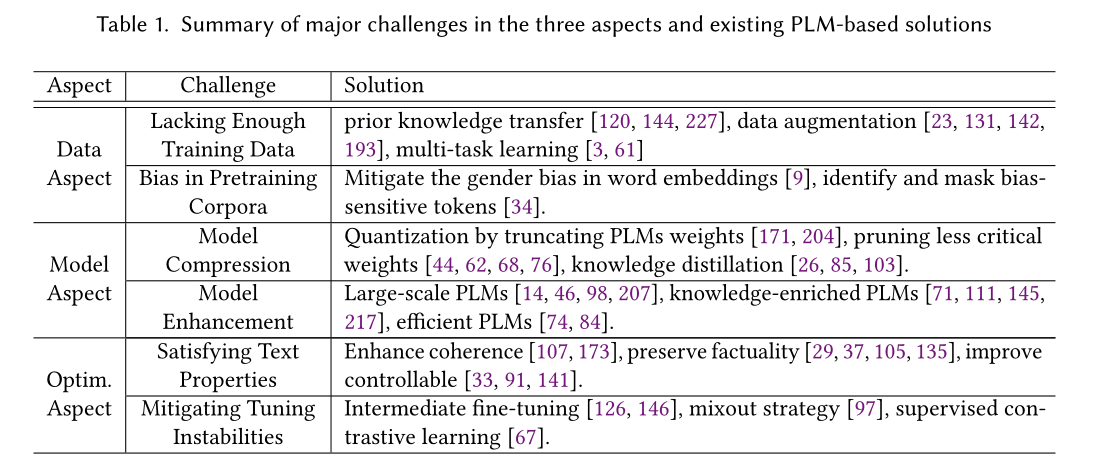 Table 1. Summary of major challenges in the three aspects and existing PLM-based solutions
Aspect Challenge Solution
Data Aspect
Lacking Enough Training Data
prior knowledge transfer [120, 144, 227], data augmentation [23, 131, 142,
193], multi-task learning [3, 61]
Bias in Pretraining Corpora
Mitigate the gender bias in word embeddings [9], identify and mask bias-
sensitive tokens [34].
Model Aspect
Model Compression
Quantization by truncating PLMs weights [171, 204], pruning less critical
weights [44, 62, 68, 76], knowledge distillation [26, 85, 103].
Model Enhancement
Large-scale PLMs [14, 46, 98, 207], knowledge-enriched PLMs [71, 111, 145,
217], efficient PLMs [74, 84].
Optim. Aspect
Satisfying Text Properties
Enhance coherence [107, 173], preserve factuality [29, 37, 105, 135], improve
controllable [33, 91, 141].
Mitigating Tuning Instabilities
Intermediate fine-tuning [126, 146], mixout strategy [97], supervised con-
trastive learning [67].